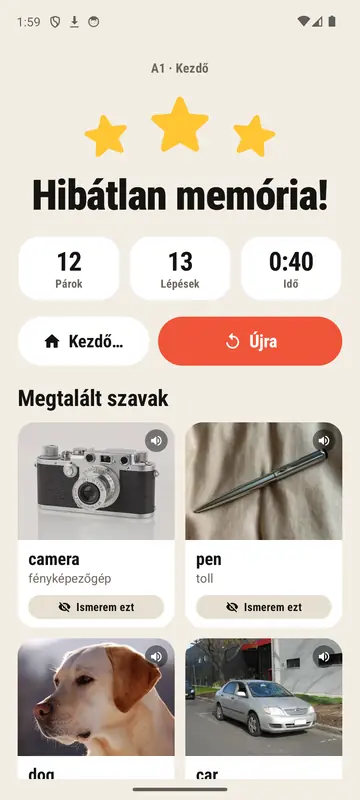 1:59
A1 · Kezdő
Hibátlan memória!
12
Párok
13
Lépések
0:40
Idő
Kezdő…
Újra
Megtalált szavak
camera
fényképezőgép
Ismerem ezt
pen
toll
Ismerem ezt
dog
car